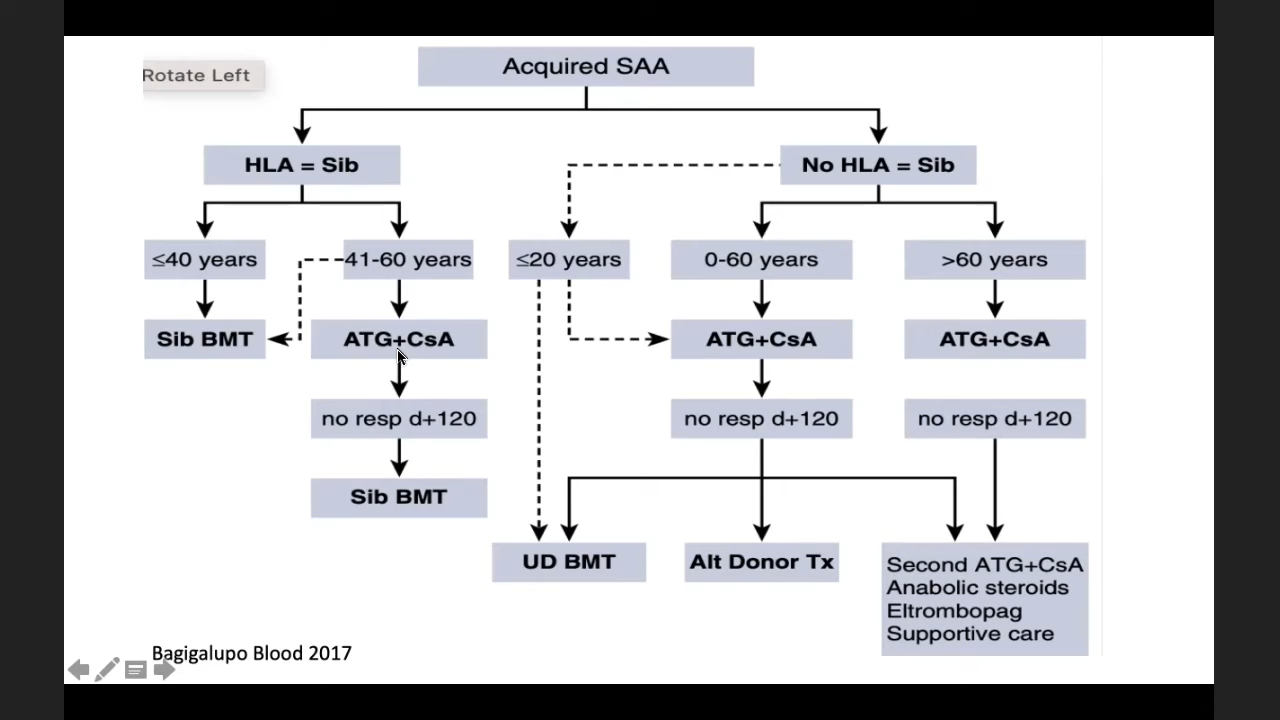 Rotate Left
Acquired SAA
HLA = Sib
No HLA = Sib
≤40 years
41-60 years
≤20 years
0-60 years
>60 years
Sib BMT
ATG+CsA
ATG+CsA
ATG+CsA
no resp d+120
no resp d+120
no resp d+120
Sib BMT
UD BMT
Alt Donor Tx
Second ATG+CsA
Anabolic steroids
Eltrombopag
Supportive care
Bagigalupo Blood 2017